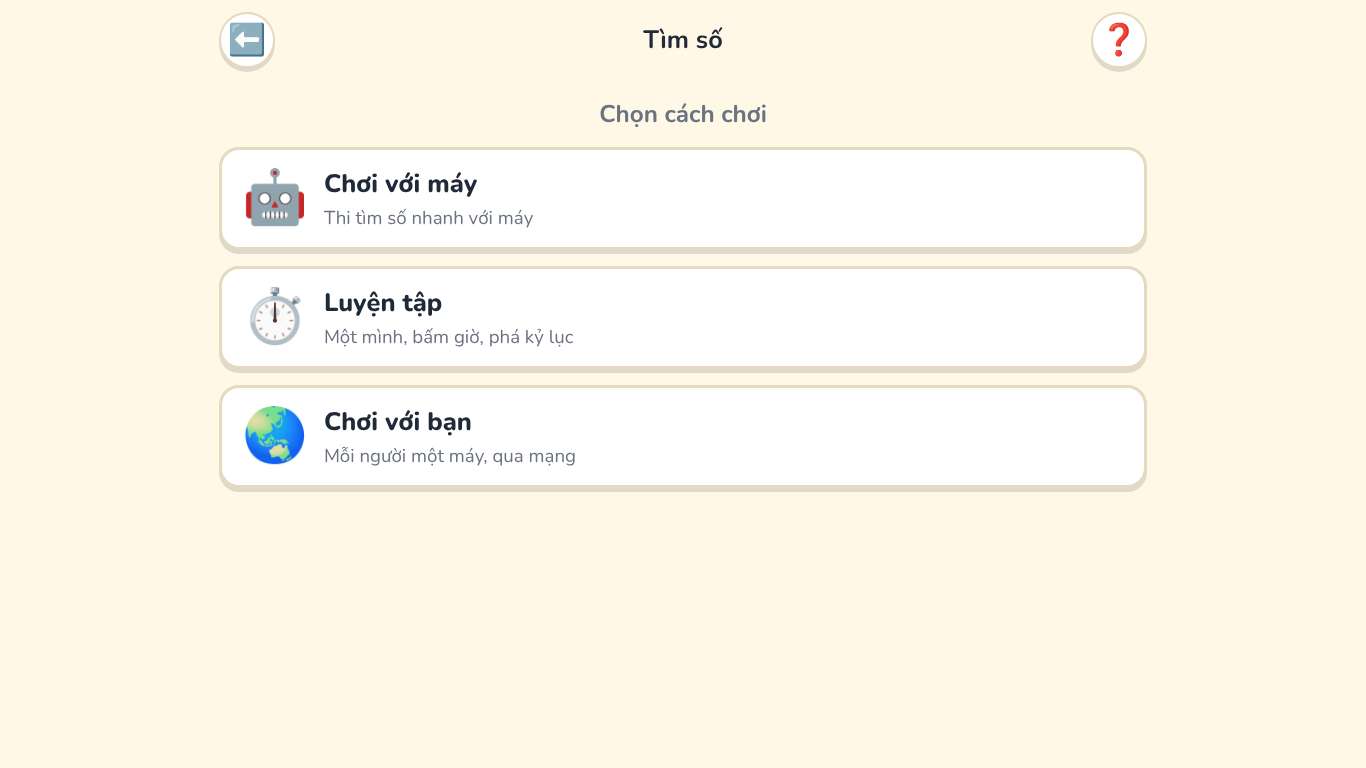 Tìm số
Chọn cách chơi
Chơi với máy
Thi tìm số nhanh với máy
Luyện tập
Một mình, bấm giờ, phá kỷ lục
Chơi với bạn
Mỗi người một máy, qua mạng